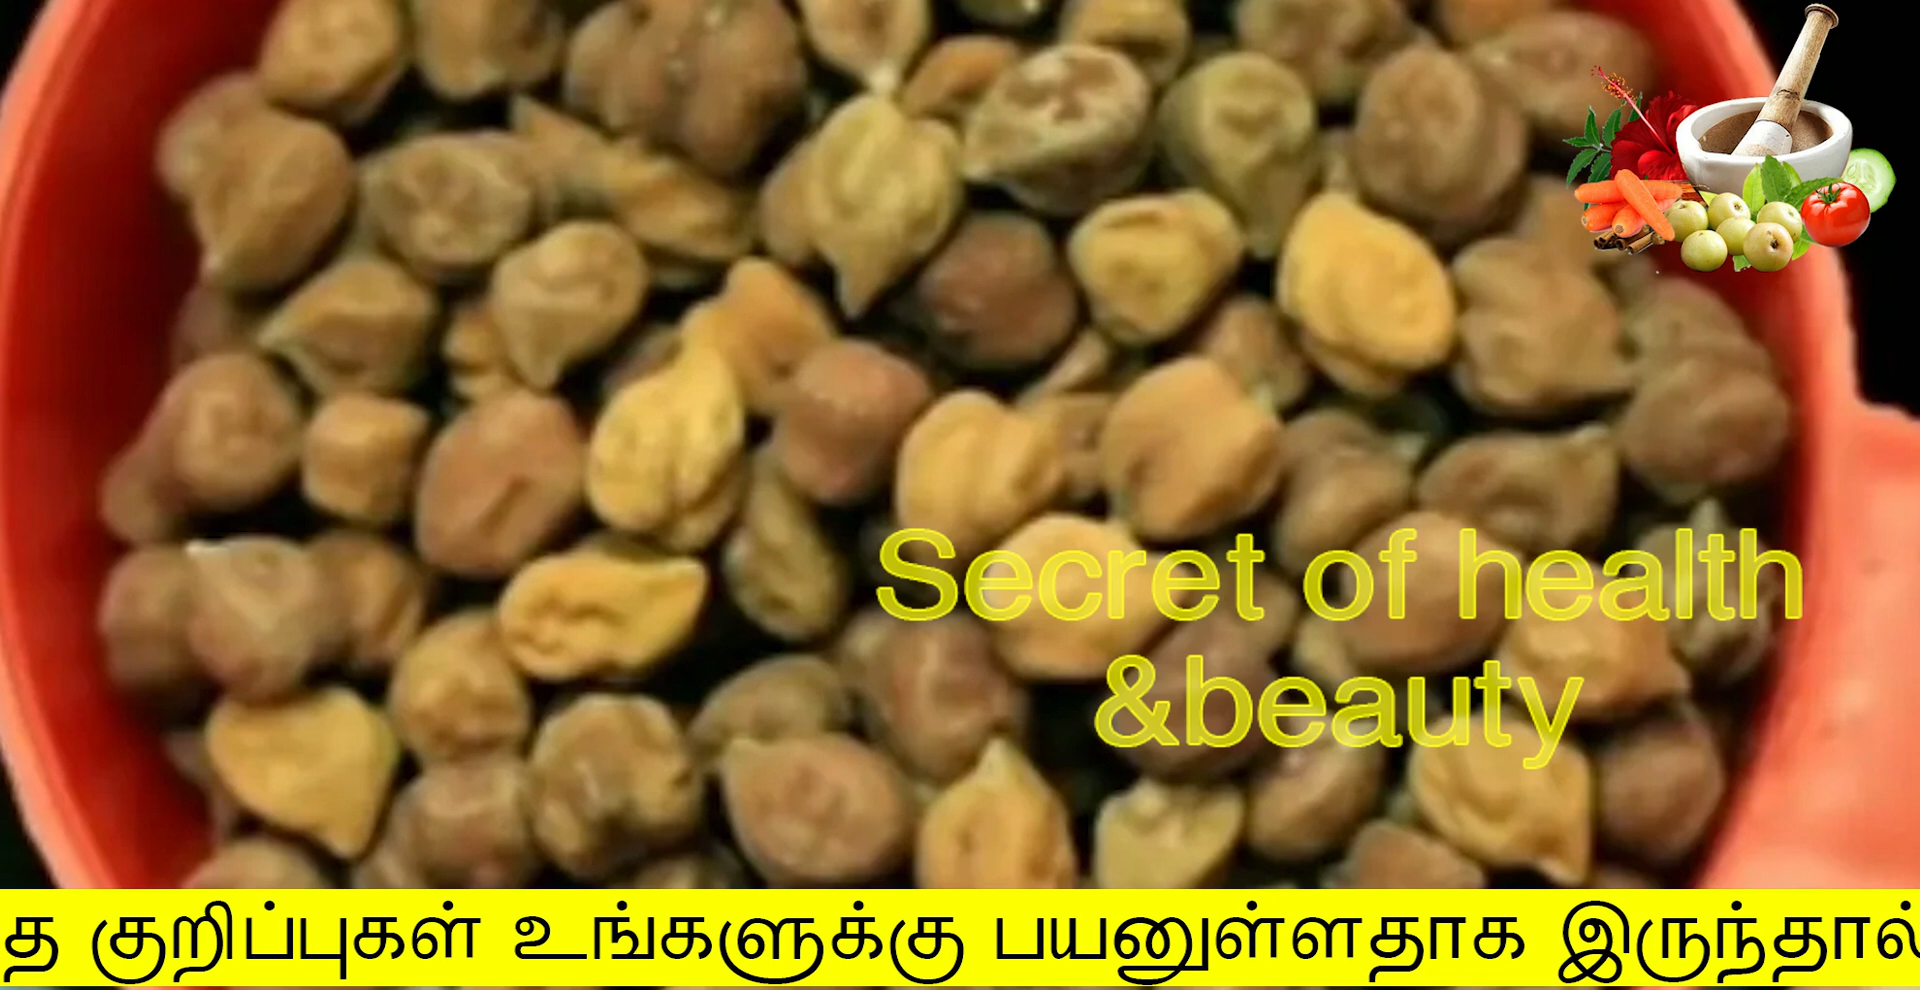 Secret of health
&beauty
த குறிப்புகள் உங்களுக்கு பயனுள்ளதாக இருந்தால்